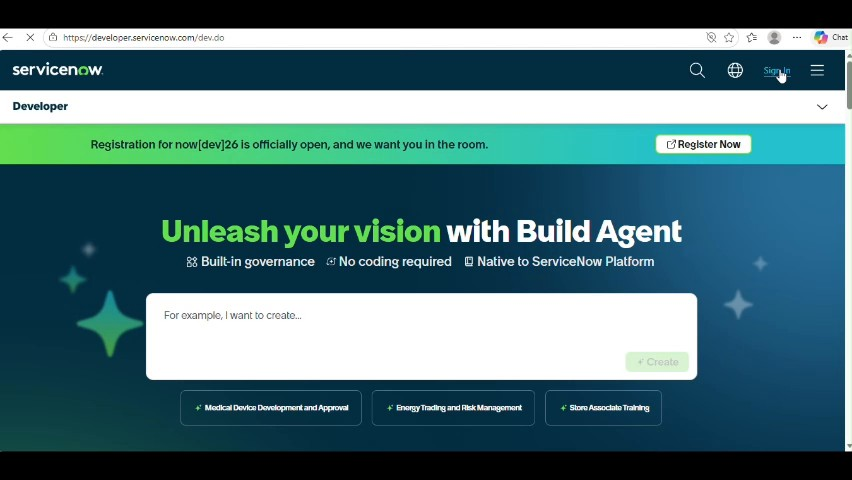 https://developer.servicenow.com/dev.do
Chat
servicenow.
Sign In
Developer
Registration for now[dev]26 is officially open, and we want you in the room.
Register Now
Unleash your vision with Build Agent
Built-in governance No coding required Native to ServiceNow Platform
For example, I want to create...
Create
Medical Device Development and Approval Energy Trading and Risk Management Store Associate Training